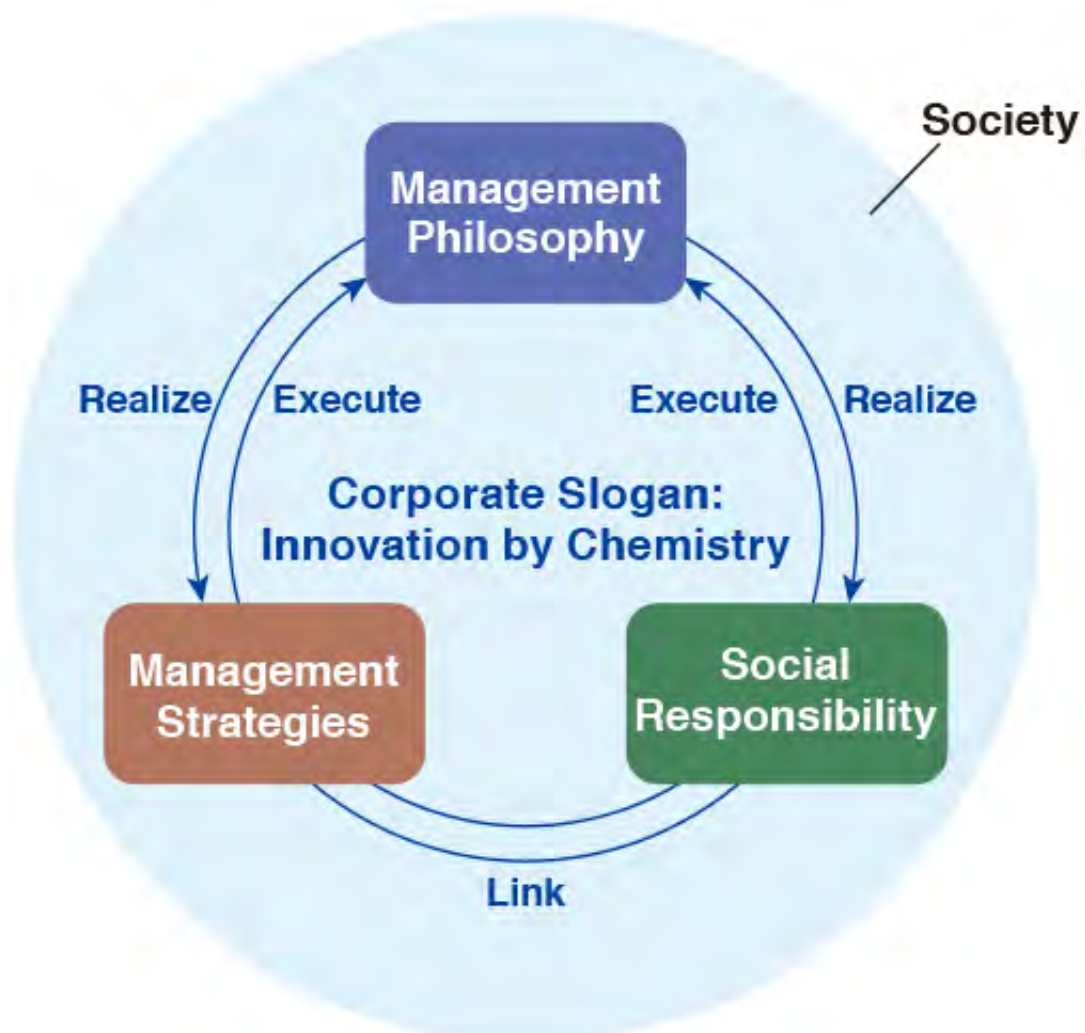 Society
Management
Philosophy
Realize
Execute
Execute
Realize
Corporate Slogan:
Innovation by Chemistry
Management
Strategies
Social
Responsibility
Link